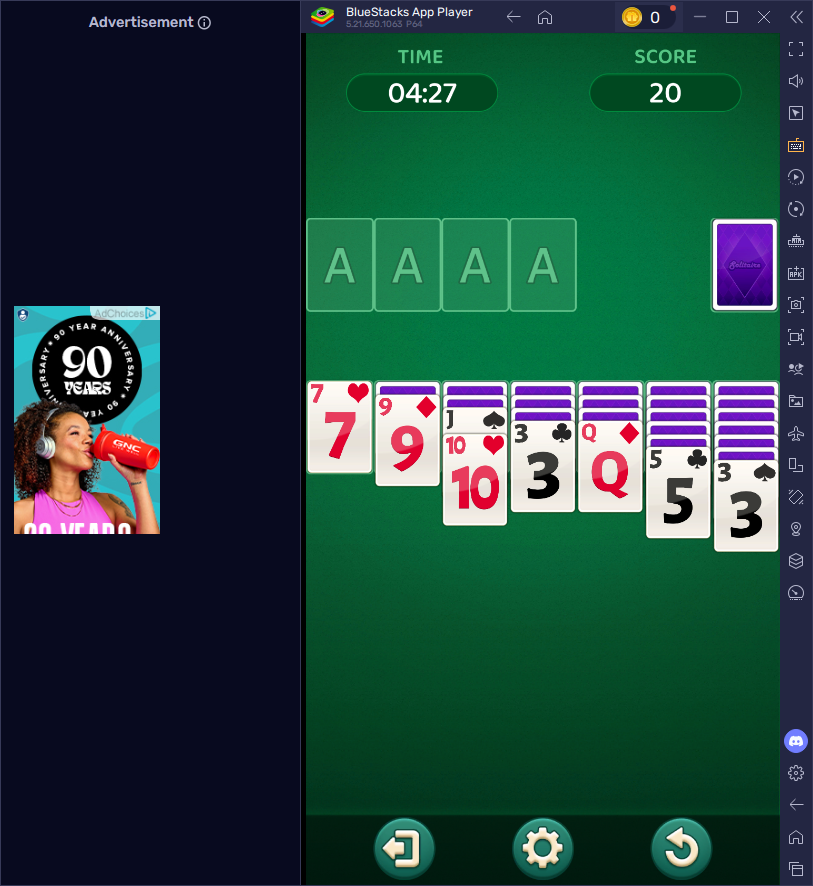 Advertisement
BlueStacks App Player
5.21.650.1063 P64
0
TIME
SCORE
04:27
20
A A A A
Solitaire
AdChoices
90 YEAR ANNIVERSARY
90
YEARS
GNC
90 YEARS
7
7
9
9
J
10
10
3
3
Q
Q
5
5
3
3
APK